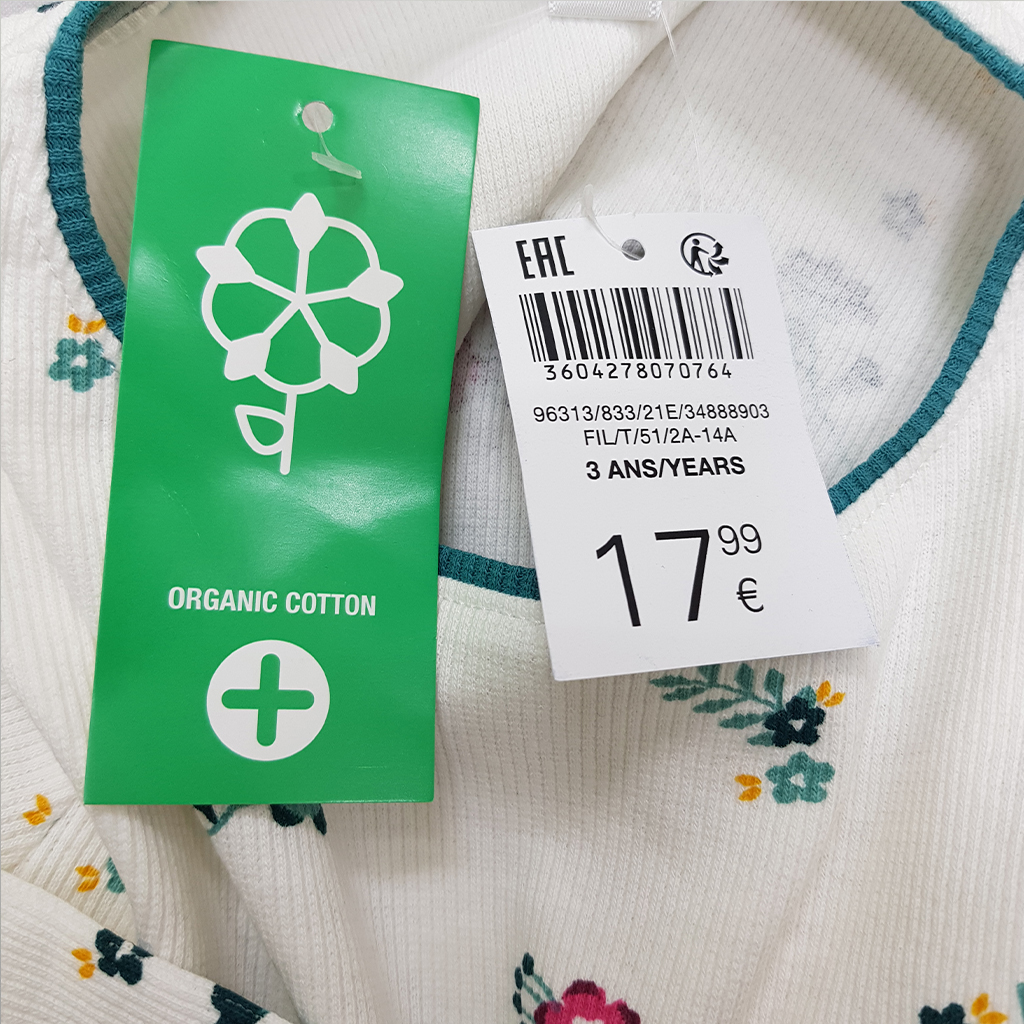 ORGANIC COTTON
EAC
3604278070764
96313/833/21E/34888903
FIL/T/51/2A-14A
3 ANS/YEARS
17 99
€